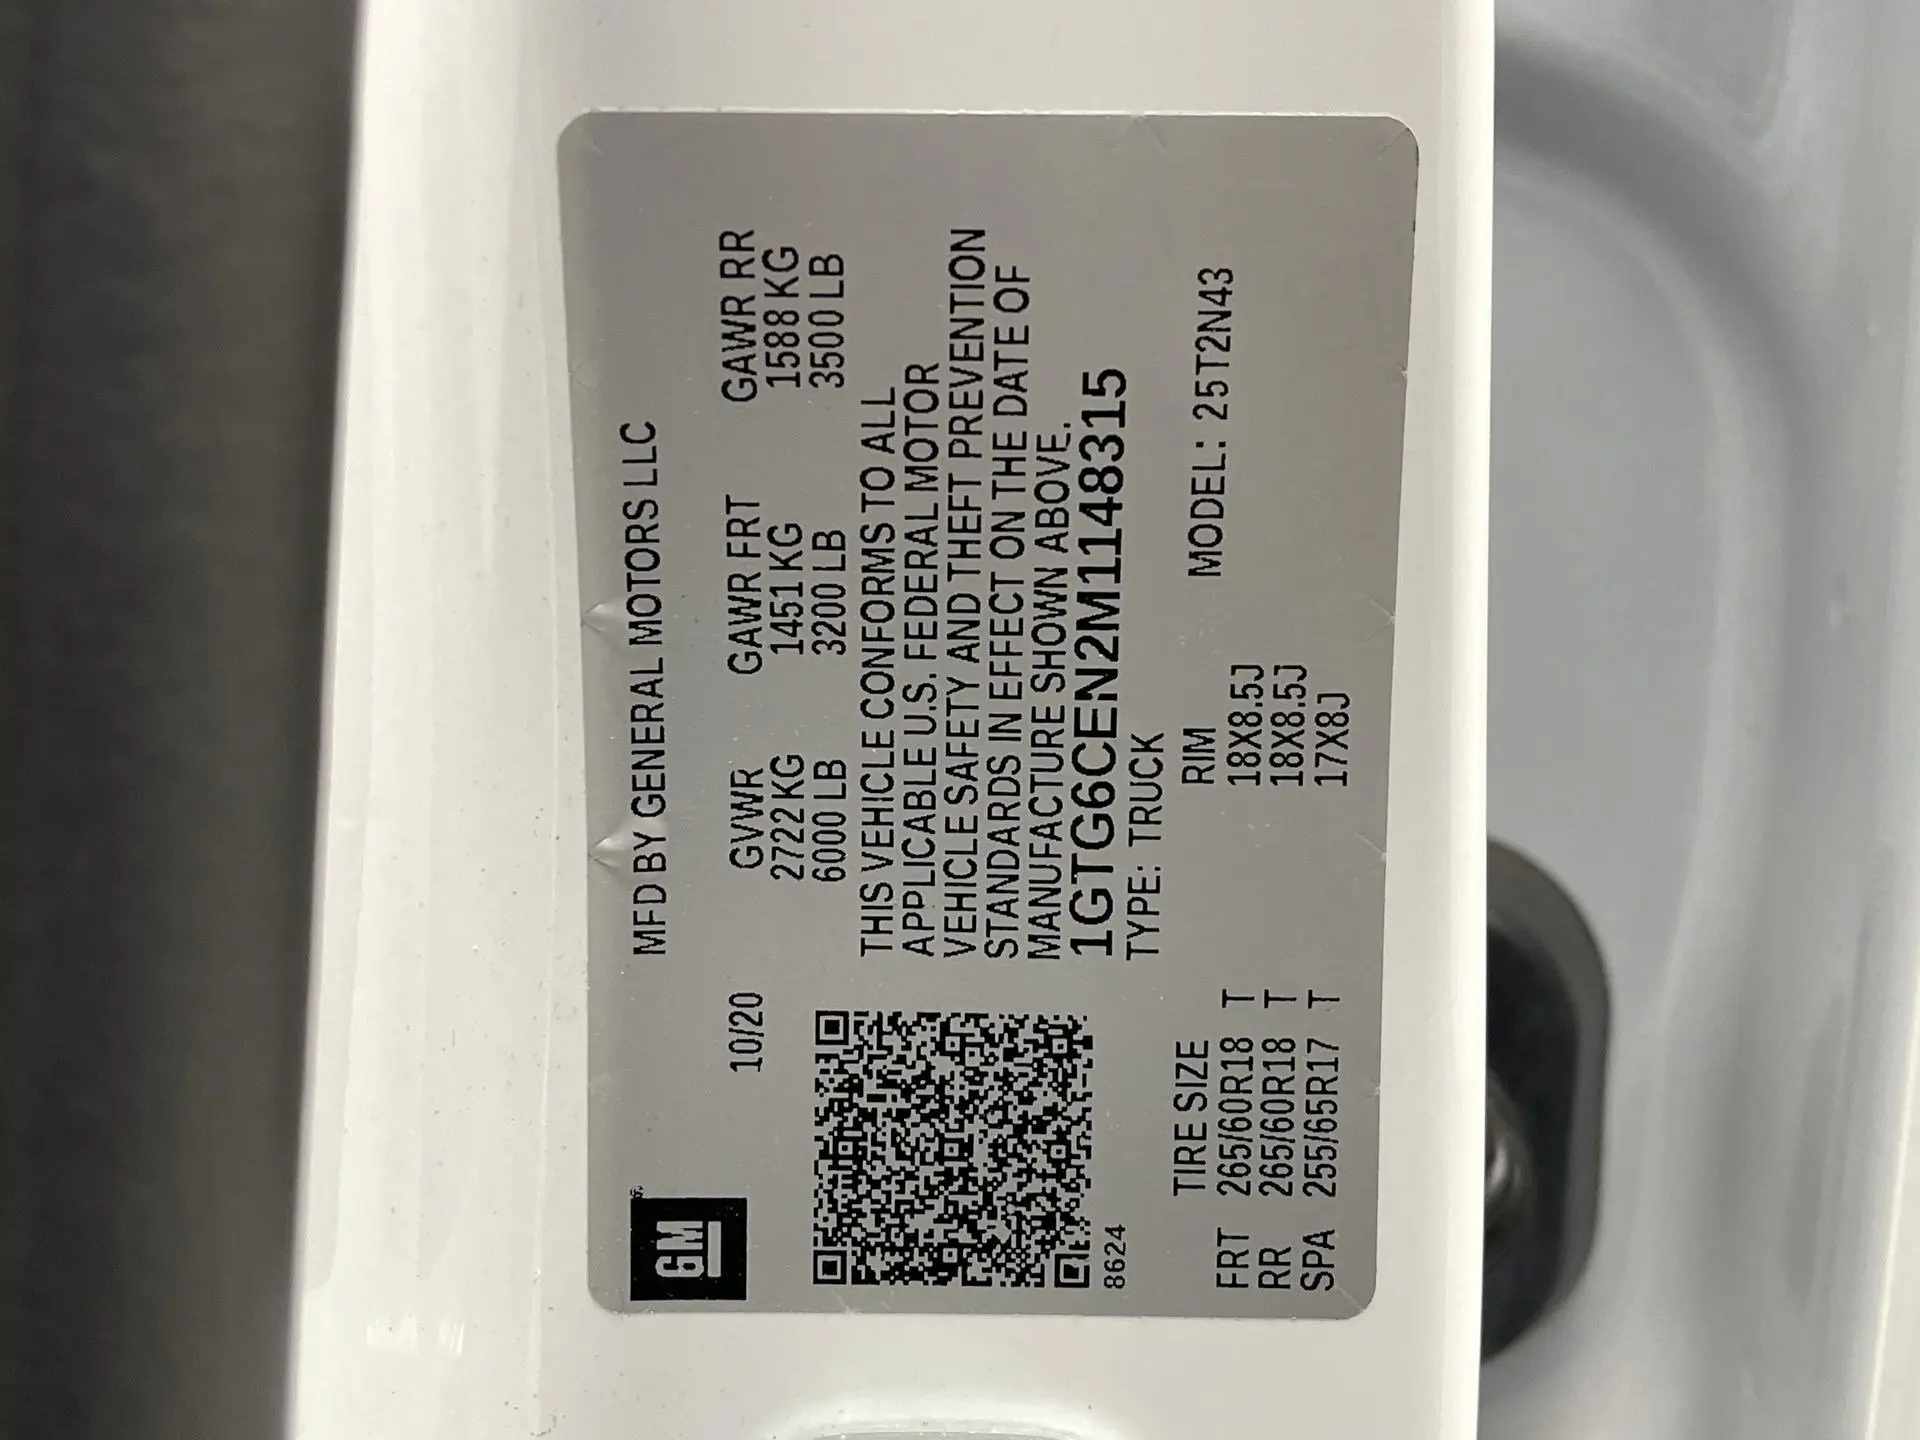 GM
MFD BY GENERAL MOTORS LLC
10/20 GVWR GAWR FRT GAWR RR
2722 KG 1451 KG 1588 KG
6000 LB 3200 LB 3500 LB
THIS VEHICLE CONFORMS TO ALL
APPLICABLE U.S. FEDERAL MOTOR
VEHICLE SAFETY AND THEFT PREVENTION
STANDARDS IN EFFECT ON THE DATE OF
MANUFACTURE SHOWN ABOVE.
1GTG6CEN2M1148315
8624 TYPE: TRUCK
TIRE SIZE RIM MODEL: 25T2N43
FRT 265/60R18 T 18X8.5J
RR 265/60R18 T 18X8.5J
SPA 255/65R17 T 17X8J